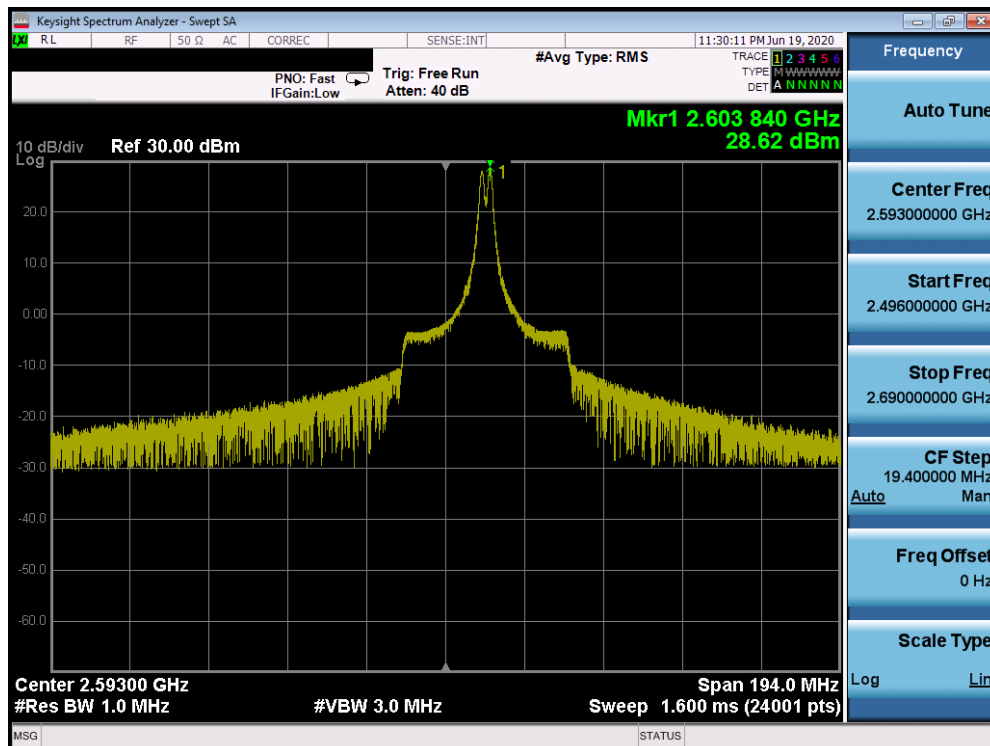 Keysight Spectrum Analyzer - Swept SA
LXI RL RF 50 Ω AC CORREC SENSE:INT 11:30:11 PM Jun 19, 2020
#Avg Type: RMS TRACE 1 2 3 4 5 6
PNO: Fast Trig: Free Run TYPE M WWWWW
IFGain:Low Atten: 40 dB DET A N N N N N
Mkr1 2.603 840 GHz
28.62 dBm
10 dB/div Ref 30.00 dBm
Log
1
20.0
10.0
0.00
-10.0
-20.0
-30.0
-40.0
-50.0
-60.0
Center 2.59300 GHz Span 194.0 MHz
#Res BW 1.0 MHz #VBW 3.0 MHz Sweep 1.600 ms (24001 pts)
MSG STATUS
Frequency
Auto Tune
Center Freq
2.593000000 GHz
Start Freq
2.496000000 GHz
Stop Freq
2.690000000 GHz
CF Step
19.400000 MHz
Auto Man
Freq Offset
0 Hz
Scale Type
Log Lin